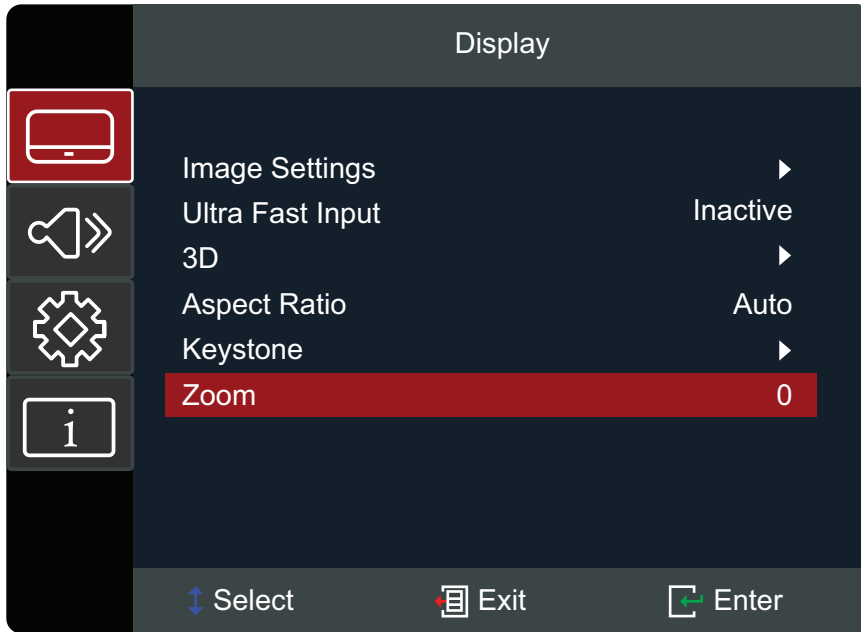 Display
Image Settings
Ultra Fast Input Inactive
3D
Aspect Ratio Auto
Keystone
Zoom 0
i
Select Exit Enter